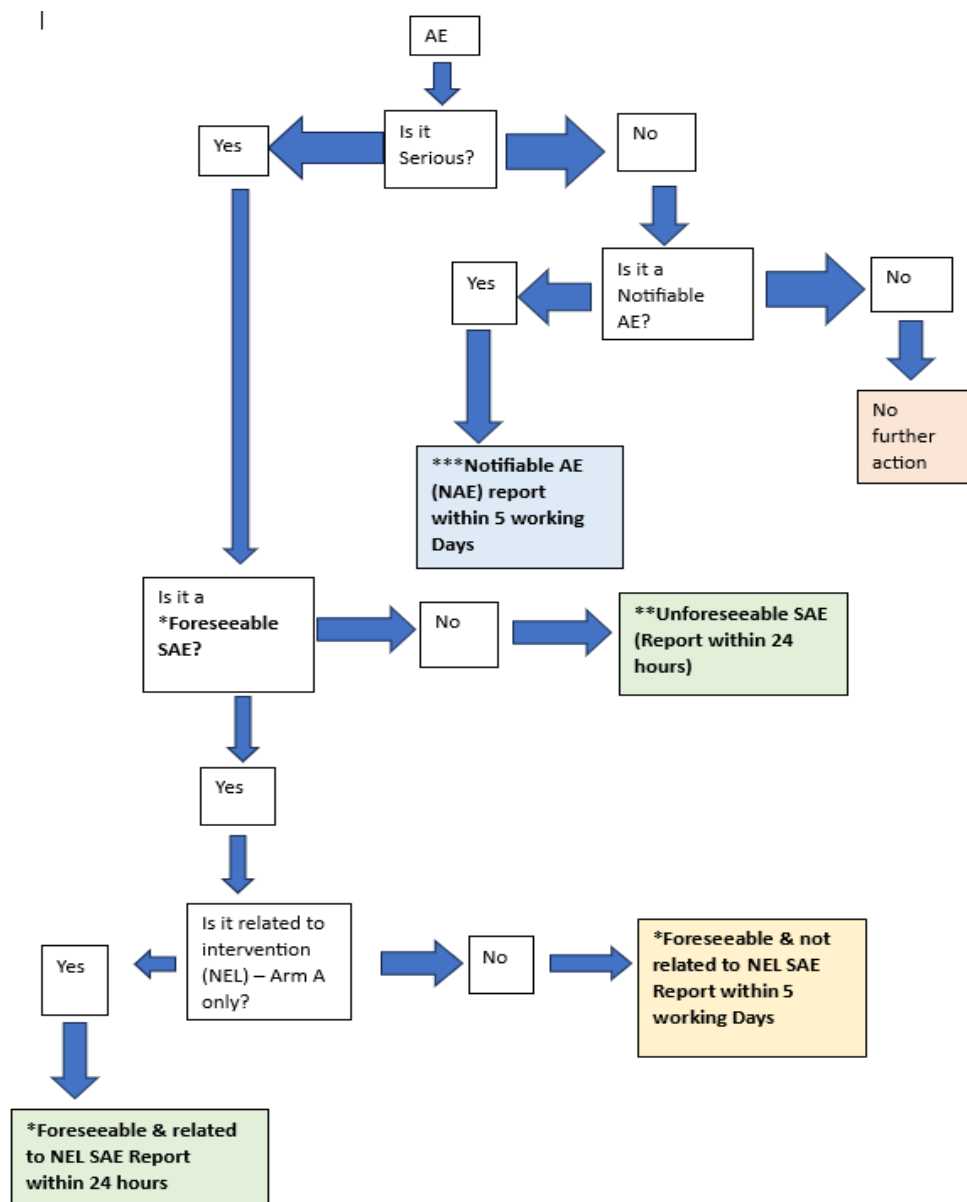 AE
Is it
Serious?
Yes
No
Is it a
Notifiable
AE?
Yes
No
No
further
action
***Notifiable AE
(NAE) report
within 5 working
Days
Is it a
*Foreseeable
SAE?
No
**Unforeseeable SAE
(Report within 24
hours)
Yes
Is it related to
intervention
(NEL) – Arm A
only?
Yes
No
*Foreseeable & not
related to NEL SAE
Report within 5
working Days
*Foreseeable & related
to NEL SAE Report
within 24 hours